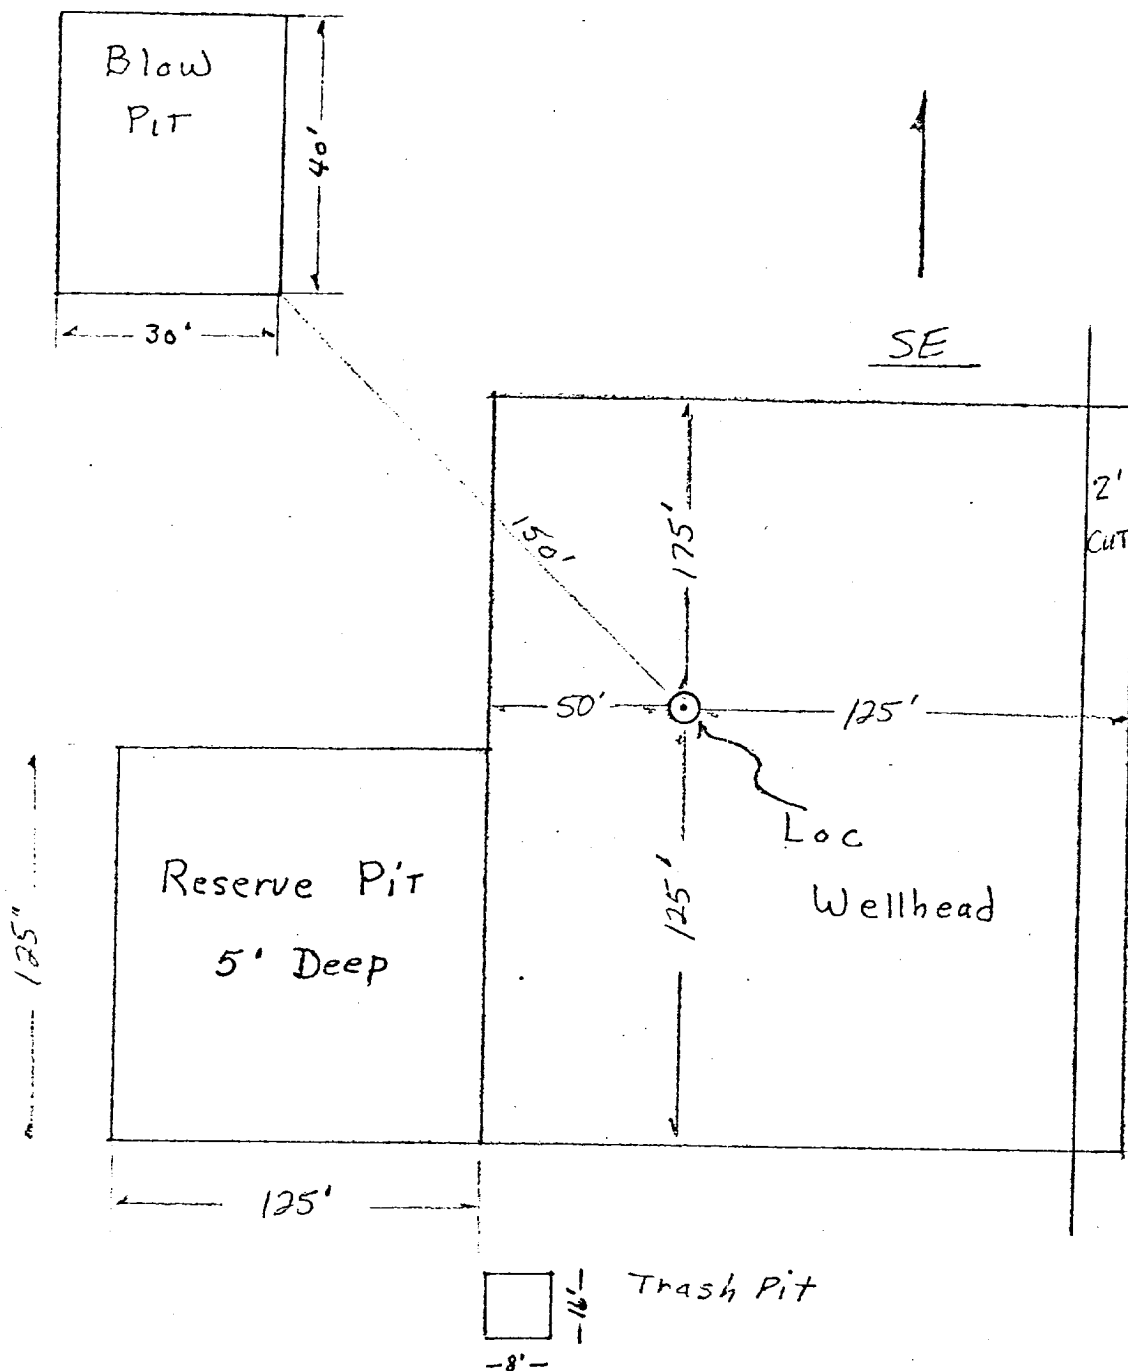 Blow
PIT
40'
30'
SE
2'
CUT
150'
175'
50'
125'
Loc
Wellhead
125'
Reserve PiT
5' Deep
125"
125'
Trash Pit
16'
8'